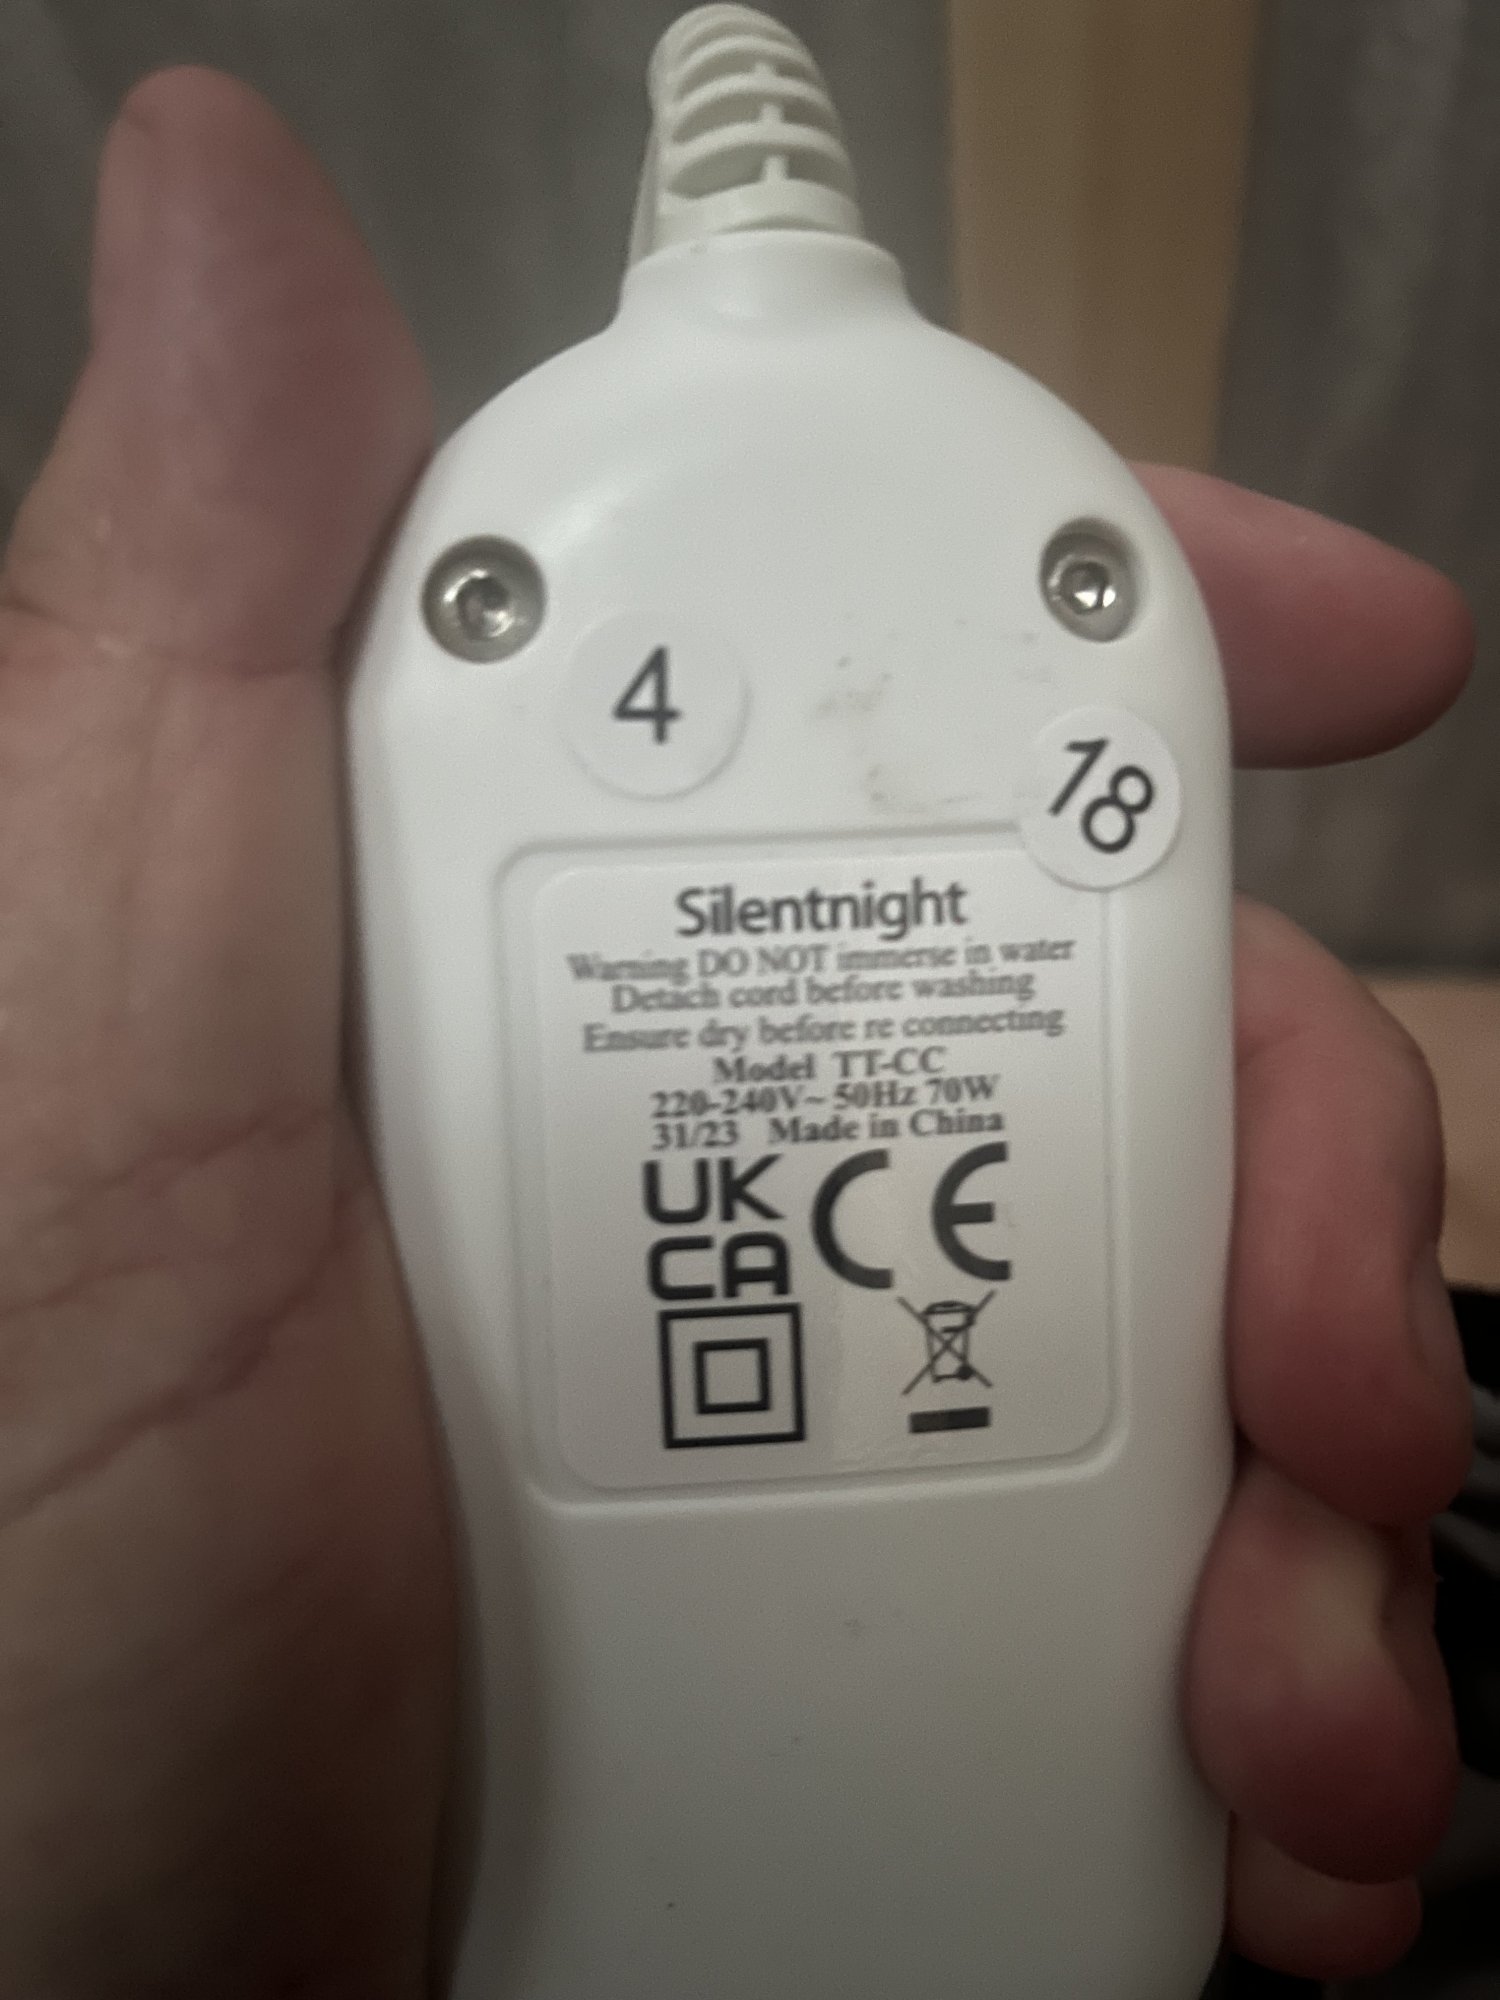 4
18
Silentnight
Warning DO NOT immerse in water
Detach cord before washing
Ensure dry before re connecting
Model TT-CC
220-240V~ 50Hz 70W
31/23 Made in China
UK
CA
CE